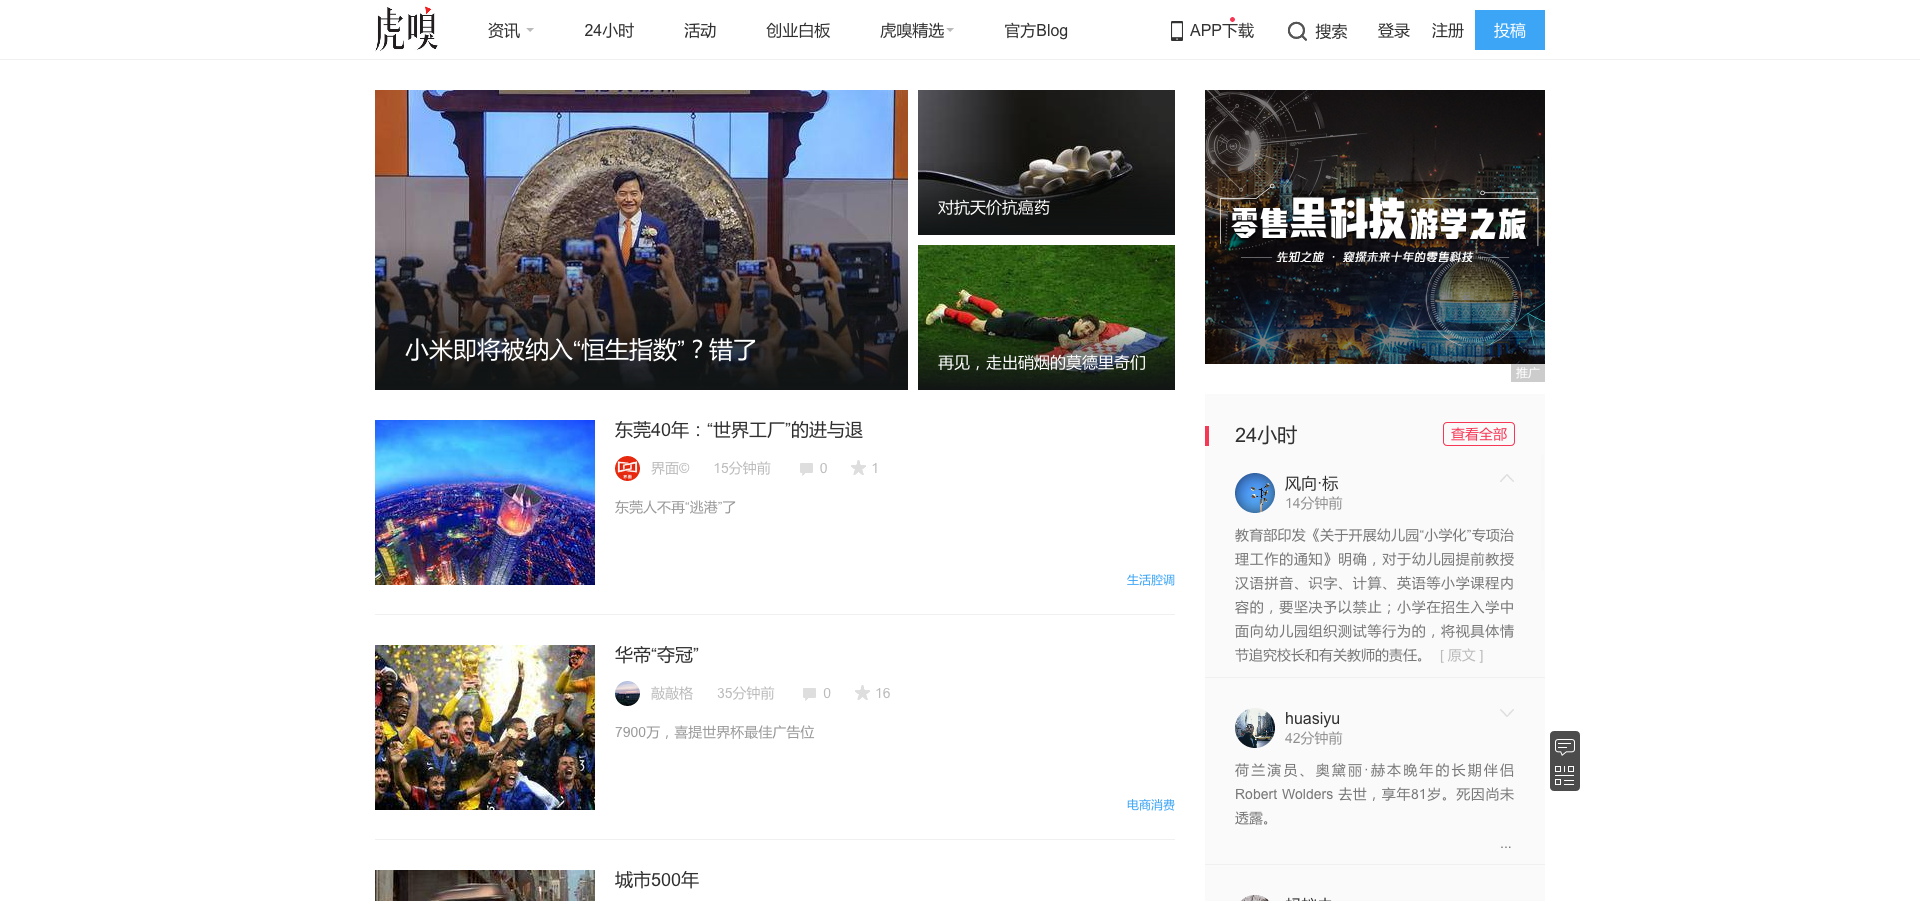 虎嗅
资讯
24小时
活动
创业白板
虎嗅精选
官方Blog
APP下载
搜索
登录
注册
投稿
小米即将被纳入“恒生指数”？错了
对抗天价抗癌药
再见，走出硝烟的莫德里奇们
零售黑科技游学之旅
先知之旅 · 窥探未来十年的零售科技
推广
东莞40年：“世界工厂”的进与退
界面© 15分钟前 0 1
东莞人不再“逃港”了
生活腔调
华帝“夺冠”
敲敲格 35分钟前 0 16
7900万，喜提世界杯最佳广告位
电商消费
城市500年
24小时
查看全部
风向·标
14分钟前
教育部印发《关于开展幼儿园“小学化”专项治
理工作的通知》明确，对于幼儿园提前教授
汉语拼音、识字、计算、英语等小学课程内
容的，要坚决予以禁止；小学在招生入学中
面向幼儿园组织测试等行为的，将视具体情
节追究校长和有关教师的责任。 [ 原文 ]
huasiyu
42分钟前
荷兰演员、奥黛丽·赫本晚年的长期伴侣
Robert Wolders 去世，享年81岁。死因尚未
透露。
...